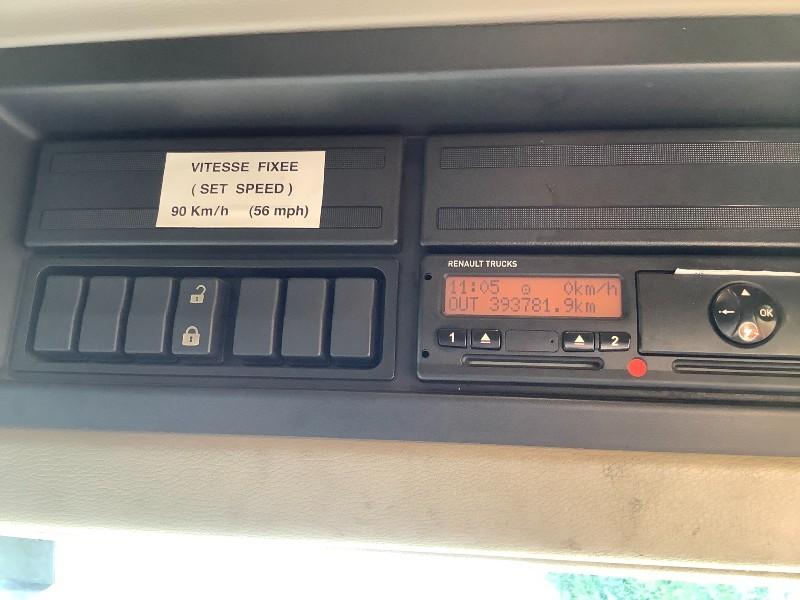 VITESSE FIXEE
( SET SPEED )
90 Km/h (56 mph)
RENAULT TRUCKS
11:05 0km/h
OUT 393781.9km
1 2
OK